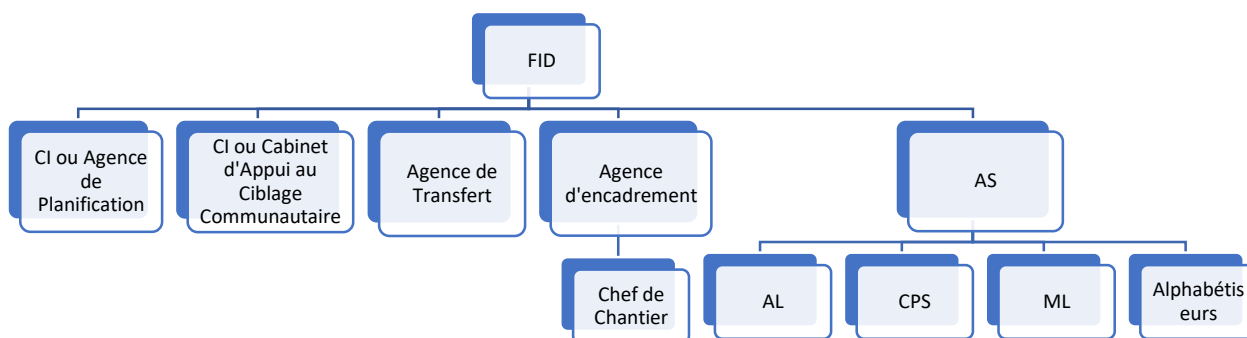 FID
CI ou Agence
de
Planification
CI ou Cabinet
d'Appui au
Ciblage
Communautaire
Agence de
Transfert
Agence
d'encadrement
AS
Chef de
Chantier
AL
CPS
ML
Alphabétis
eurs